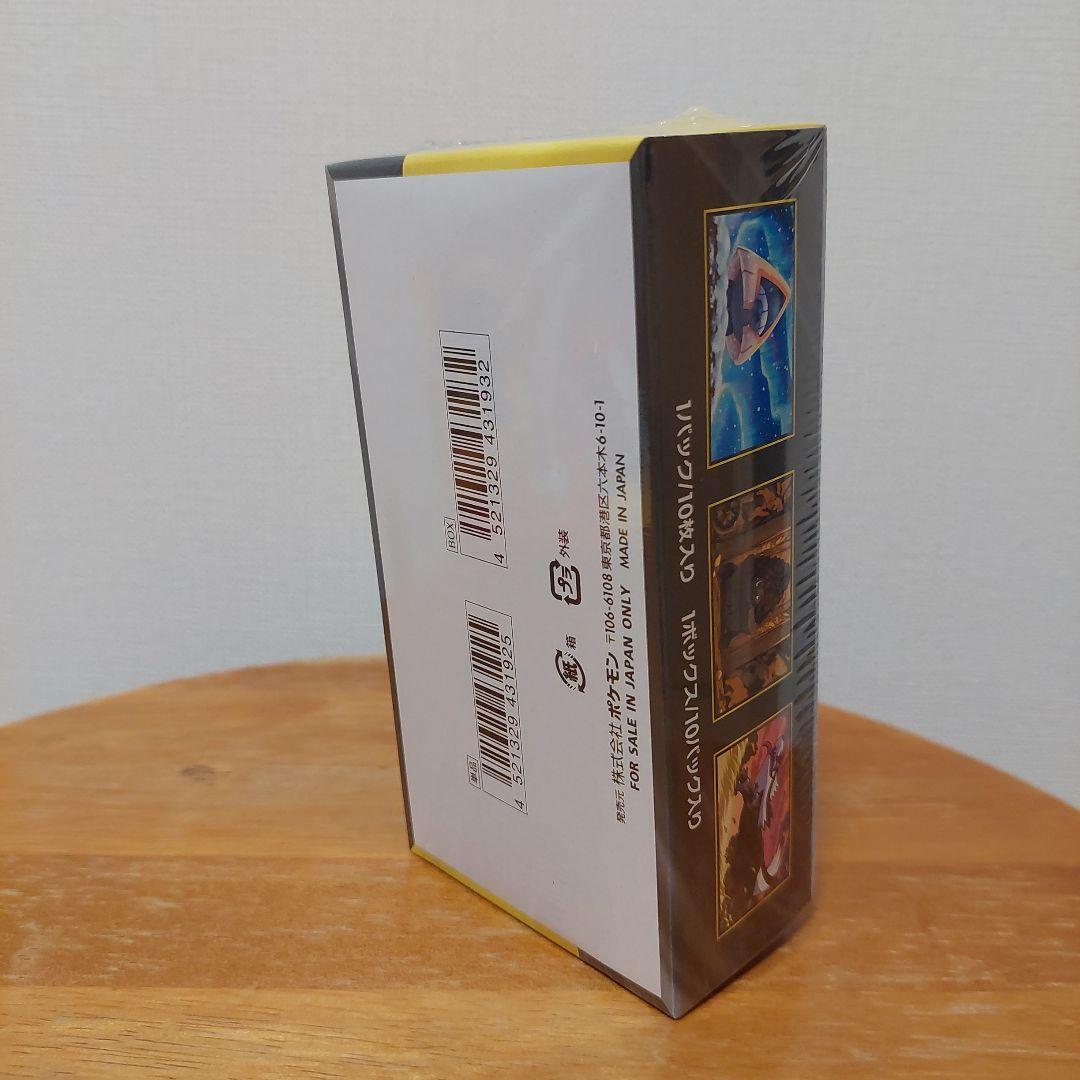 BOX
4 521329 431932
単品
4 521329 431925
プラ 外装
紙 箱
発売元 株式会社 ポケモン 〒106-6108 東京都港区六本木6-10-1
FOR SALE IN JAPAN ONLY MADE IN JAPAN
1パック/10枚入り 1ボックス/10パック入り